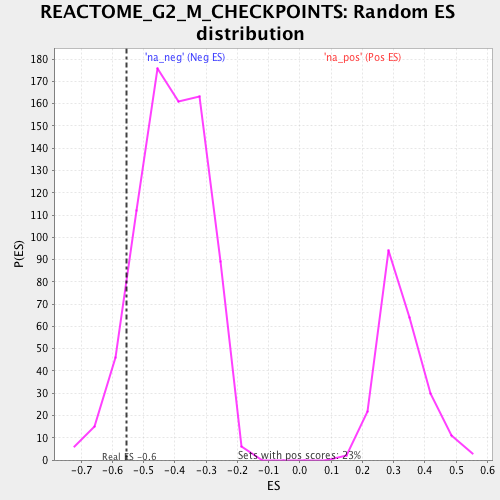 REACTOME_G2_M_CHECKPOINTS: Random ES
distribution
'na_neg' (Neg ES)
'na_pos' (Pos ES)
180
170
160
150
140
130
120
110
100
90
80
70
60
50
40
30
20
10
0
P(ES)
Real ES -0.6
Sets with pos scores: 23%
-0.7 -0.6 -0.5 -0.4 -0.3 -0.2 -0.1 0.0 0.1 0.2 0.3 0.4 0.5 0.6
ES